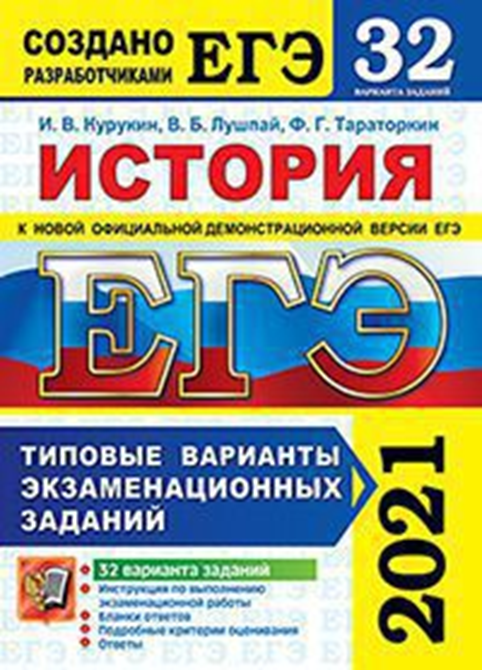 СОЗДАНО
РАЗРАБОТЧИКАМИ
ЕГЭ
32
ВАРИАНТА ЗАДАНИЙ
И. В. Курукин, В. Б. Лушпай, Ф. Г. Тараторкин
ИСТОРИЯ
К НОВОЙ ОФИЦИАЛЬНОЙ ДЕМОНСТРАЦИОННОЙ ВЕРСИИ ЕГЭ
ЕГЭ
ТИПОВЫЕ ВАРИАНТЫ
ЭКЗАМЕНАЦИОННЫХ
ЗАДАНИЙ
2021
32 варианта заданий
Инструкция по выполнению
экзаменационной работы
Бланки ответов
Подробные критерии оценивания
Ответы